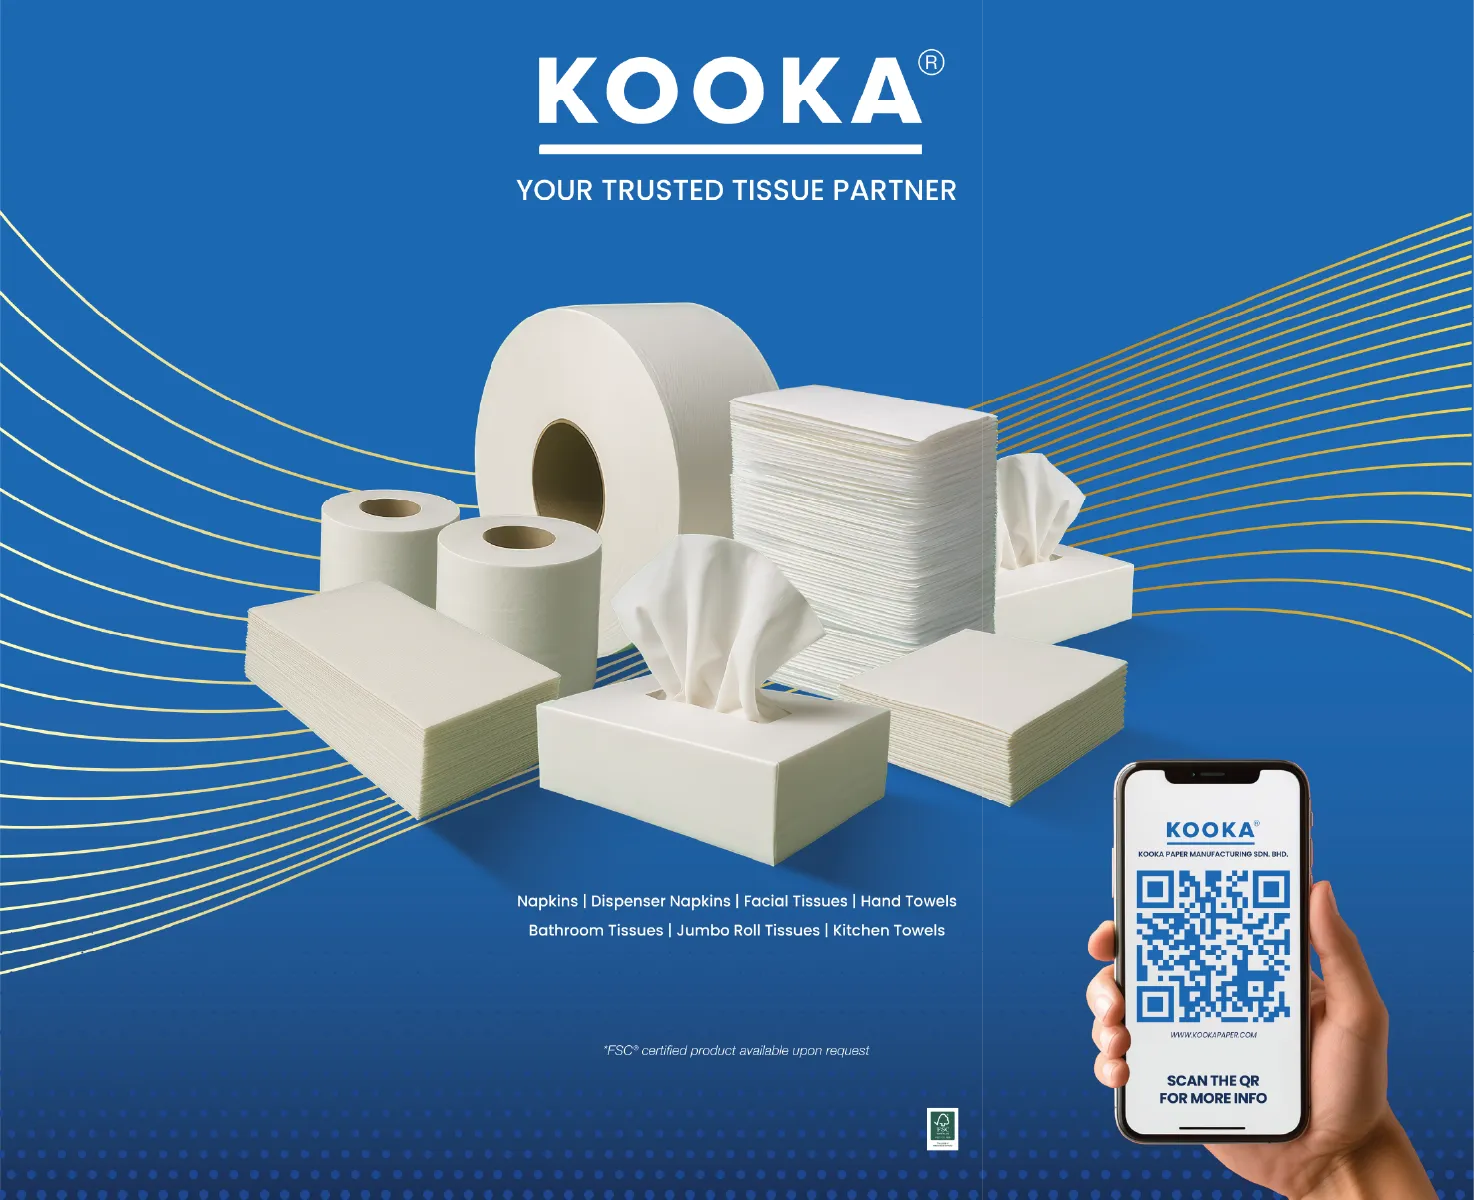 KOOKA®
YOUR TRUSTED TISSUE PARTNER
Napkins | Dispenser Napkins | Facial Tissues | Hand Towels
Bathroom Tissues | Jumbo Roll Tissues | Kitchen Towels
*FSC® certified product available upon request
FSC
KOOKA®
KOOKA PAPER MANUFACTURING SDN. BHD.
WWW.KOOKAPAPER.COM
SCAN THE QR
FOR MORE INFO